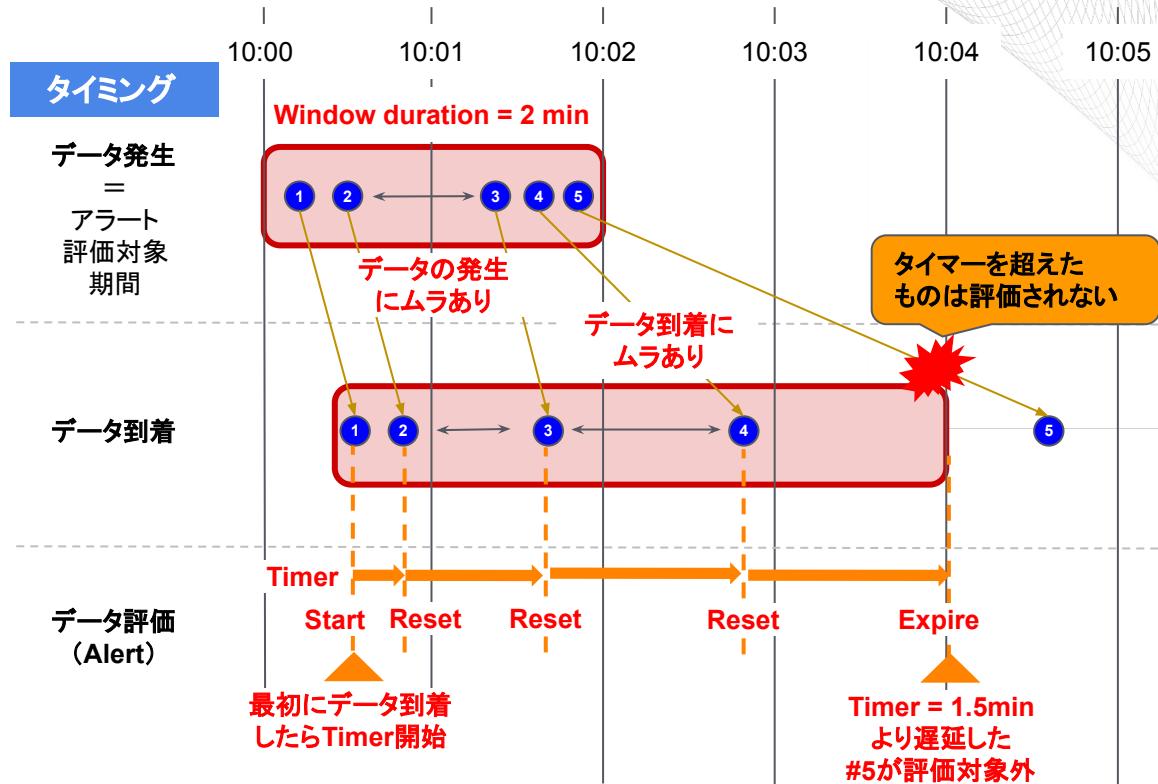 10:00 10:01 10:02 10:03 10:04 10:05
タイミング
Window duration = 2 min
データ発生
＝
アラート
評価対象
期間
1 2 3 4 5
データの発生
にムラあり
データ到着に
ムラあり
タイマーを超えた
ものは評価されない
データ到着
1 2 3 4 5
データ評価
（Alert）
Timer
Start Reset Reset Reset Expire
最初にデータ到着
したらTimer開始
Timer = 1.5min
より遅延した
#5が評価対象外